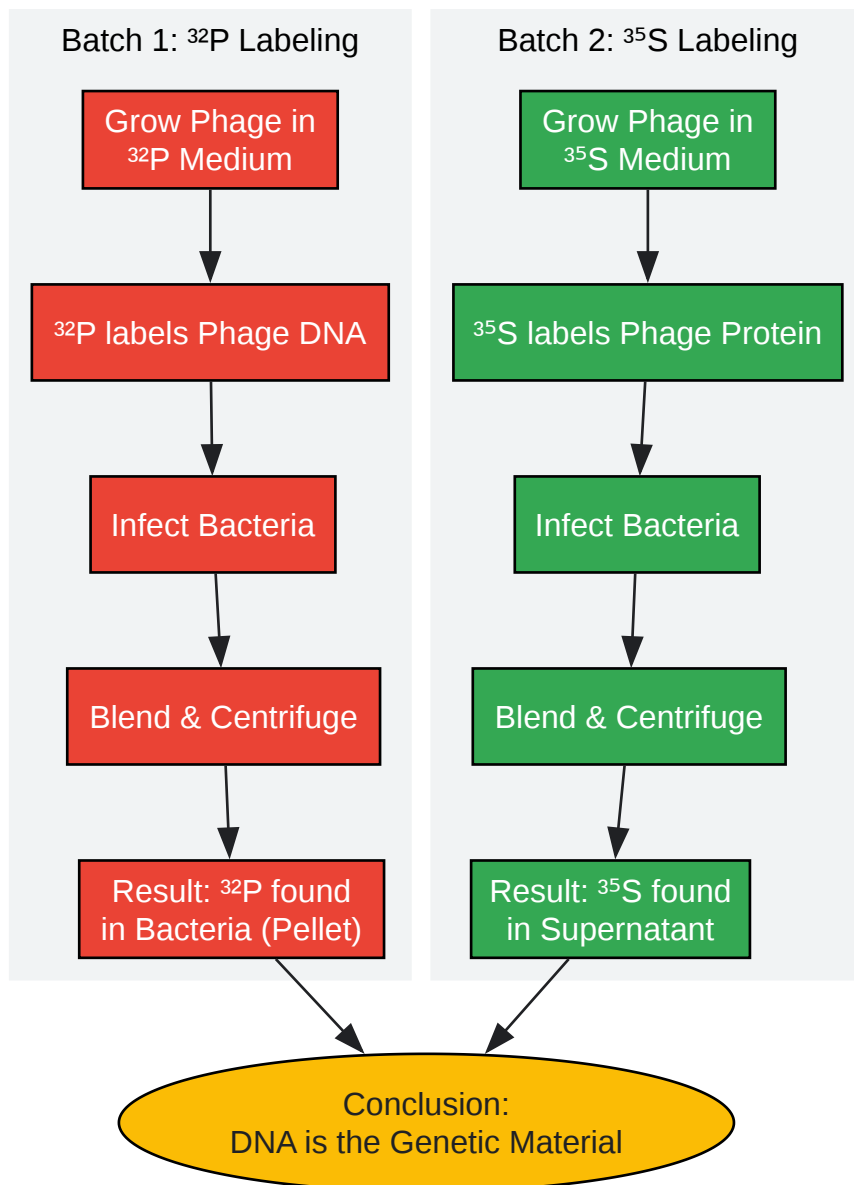 Batch 1: ³²P Labeling
Grow Phage in
³²P Medium
³²P labels Phage DNA
Infect Bacteria
Blend & Centrifuge
Result: ³²P found
in Bacteria (Pellet)
Batch 2: ³⁵S Labeling
Grow Phage in
³⁵S Medium
³⁵S labels Phage Protein
Infect Bacteria
Blend & Centrifuge
Result: ³⁵S found
in Supernatant
Conclusion:
DNA is the Genetic Material